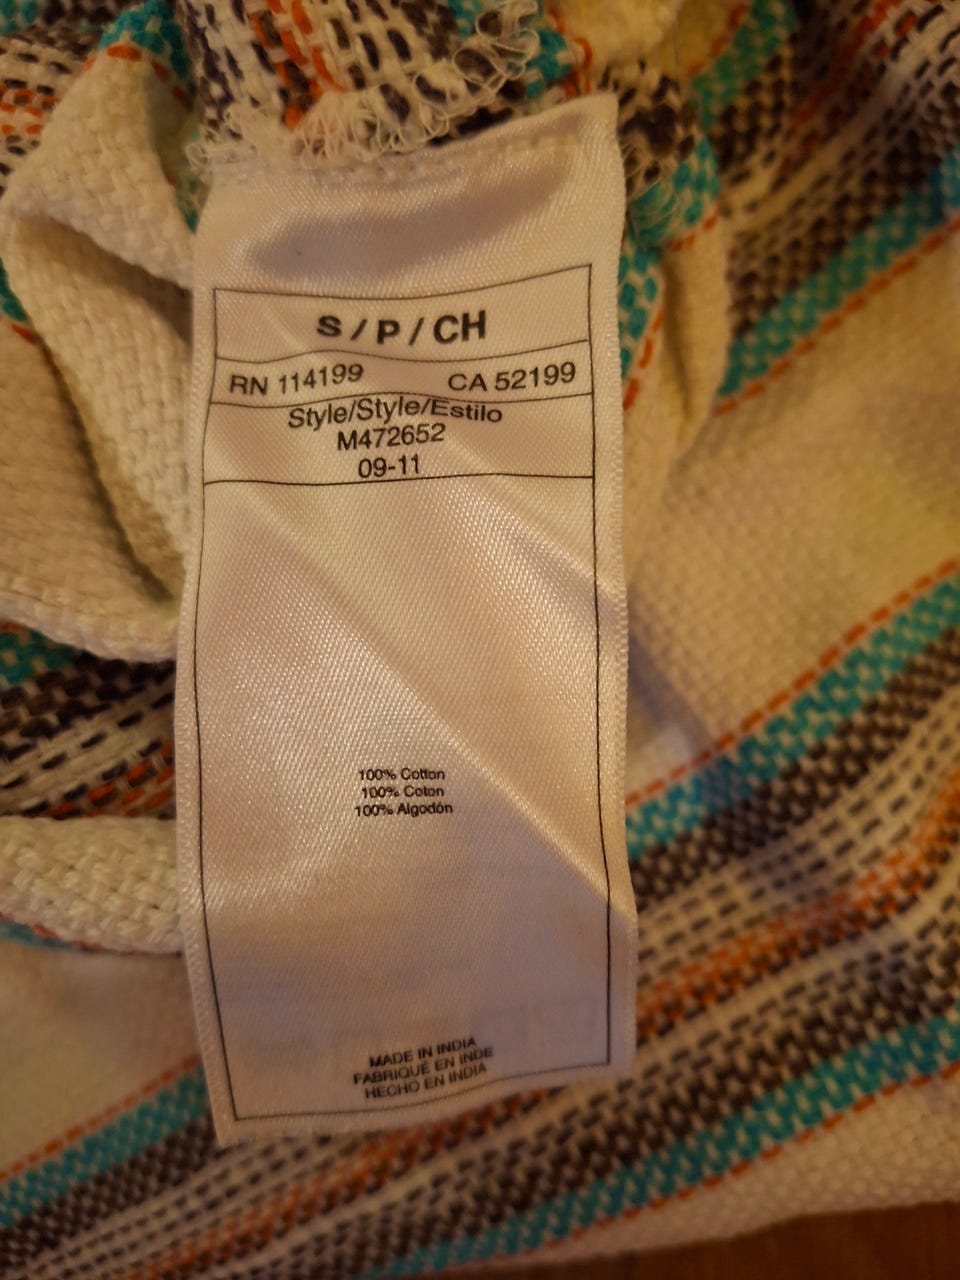 S / P / CH
RN 114199 CA 52199
Style/Style/Estilo
M472652
09-11
100% Cotton
100% Coton
100% Algodón
MADE IN INDIA
FABRIQUÉ EN INDE
HECHO EN INDIA